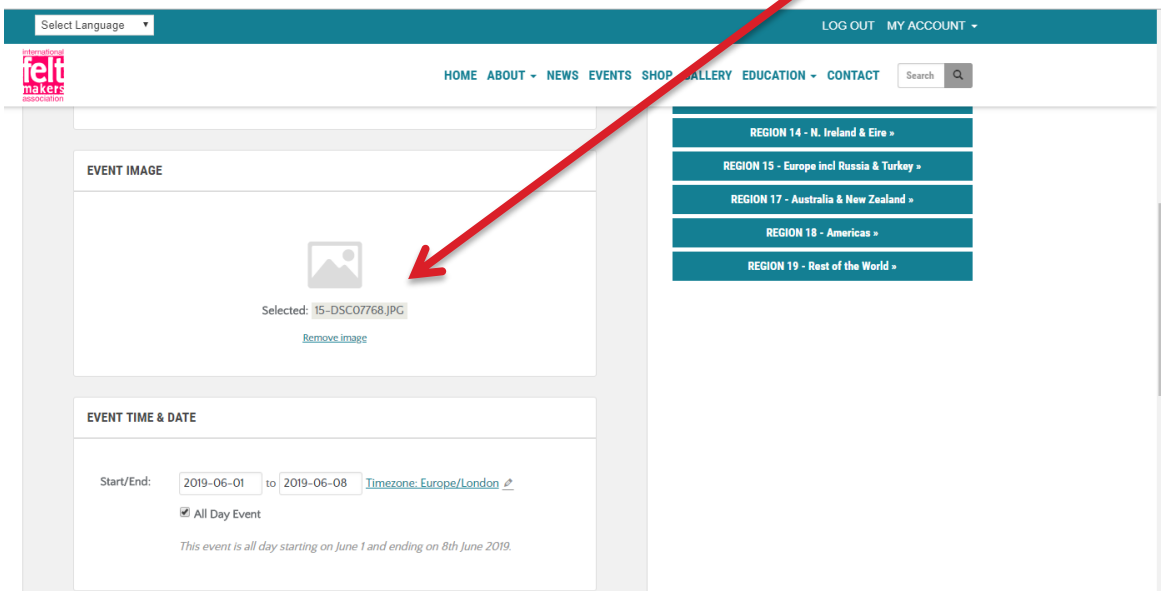 Select Language
LOG OUT MY ACCOUNT
international
felt
makers
association
HOME ABOUT NEWS EVENTS SHOP GALLERY EDUCATION CONTACT Search
REGION 14 - N. Ireland & Eire »
EVENT IMAGE
REGION 15 - Europe incl Russia & Turkey »
REGION 17 - Australia & New Zealand »
REGION 18 - Americas »
REGION 19 - Rest of the World »
Selected: 15-DSC07768.JPG
Remove image
EVENT TIME & DATE
Start/End: 2019-06-01 to 2019-06-08 Timezone: Europe/London
All Day Event
This event is all day starting on June 1 and ending on 8th June 2019.